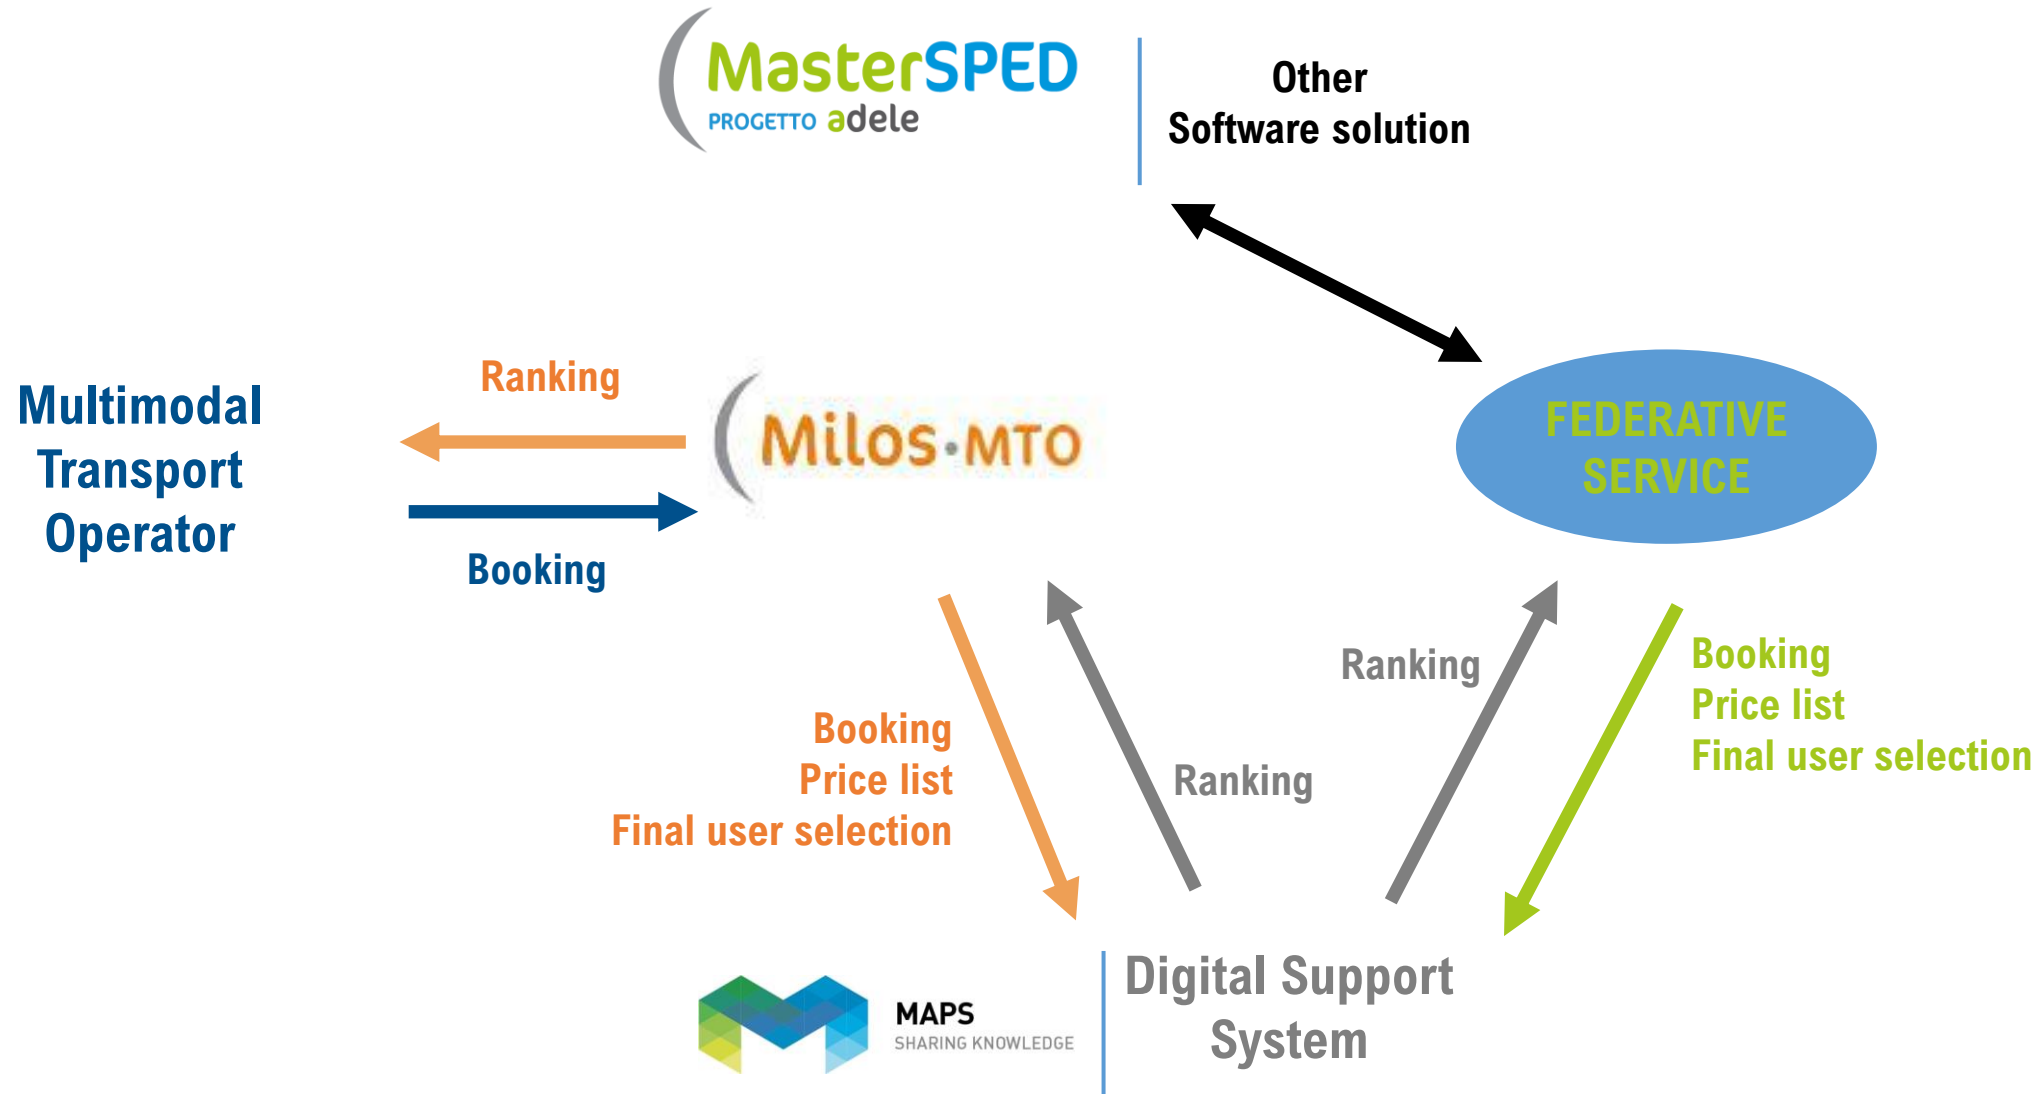 MasterSPED
PROGETTO adele
Other
Software solution
Multimodal
Transport
Operator
Ranking
Booking
Milos·MTO
FEDERATIVE
SERVICE
Booking
Price list
Final user selection
Ranking
Ranking
Booking
Price list
Final user selection
MAPS
SHARING KNOWLEDGE
Digital Support
System